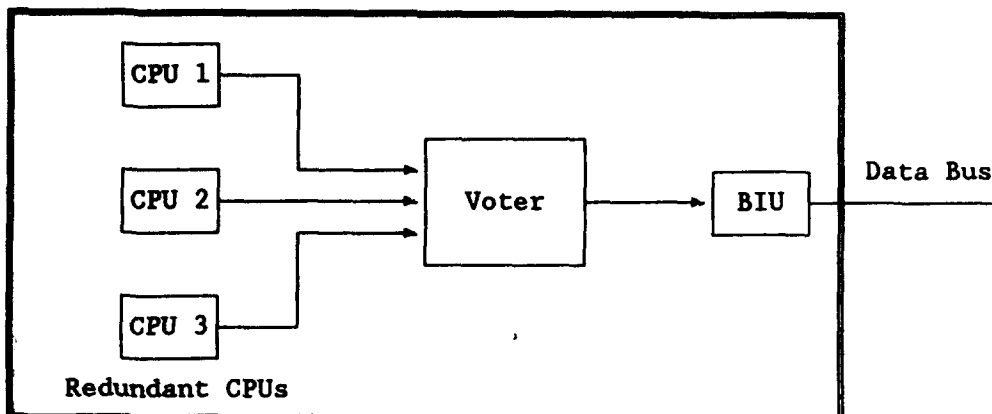 CPU 1
CPU 2
Voter
BIU
Data Bus
CPU 3
Redundant CPUs